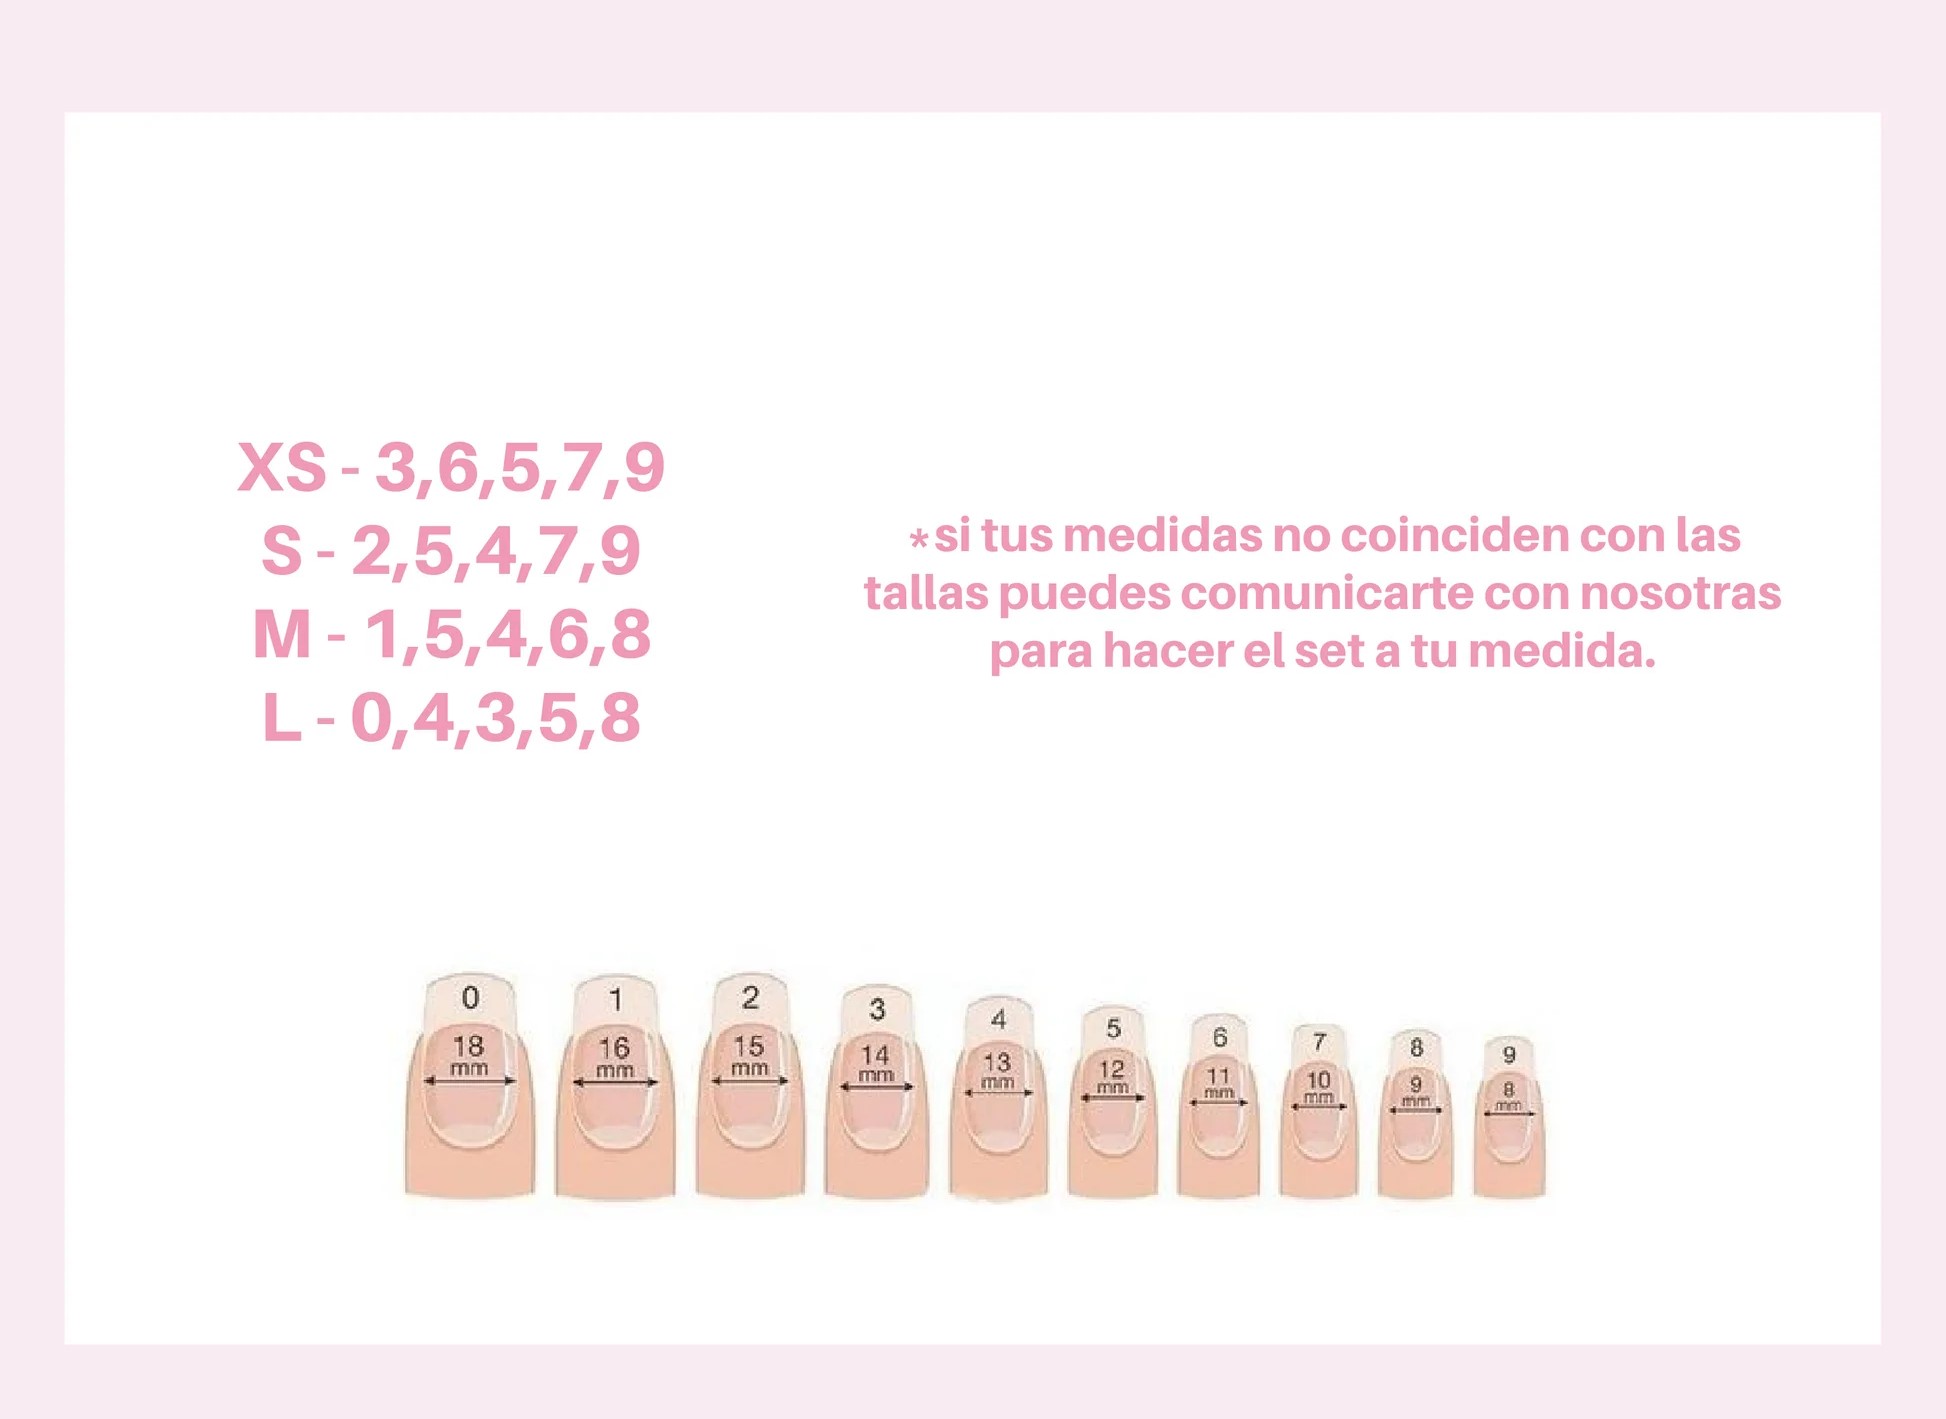 XS - 3,6,5,7,9
S - 2,5,4,7,9
M - 1,5,4,6,8
L - 0,4,3,5,8
*si tus medidas no coinciden con las
tallas puedes comunicarte con nosotras
para hacer el set a tu medida.
0 1 2 3 4 5 6 7 8 9
18 16 15 14 13 12 11 10 9 8
mm mm mm mm mm mm mm mm mm mm